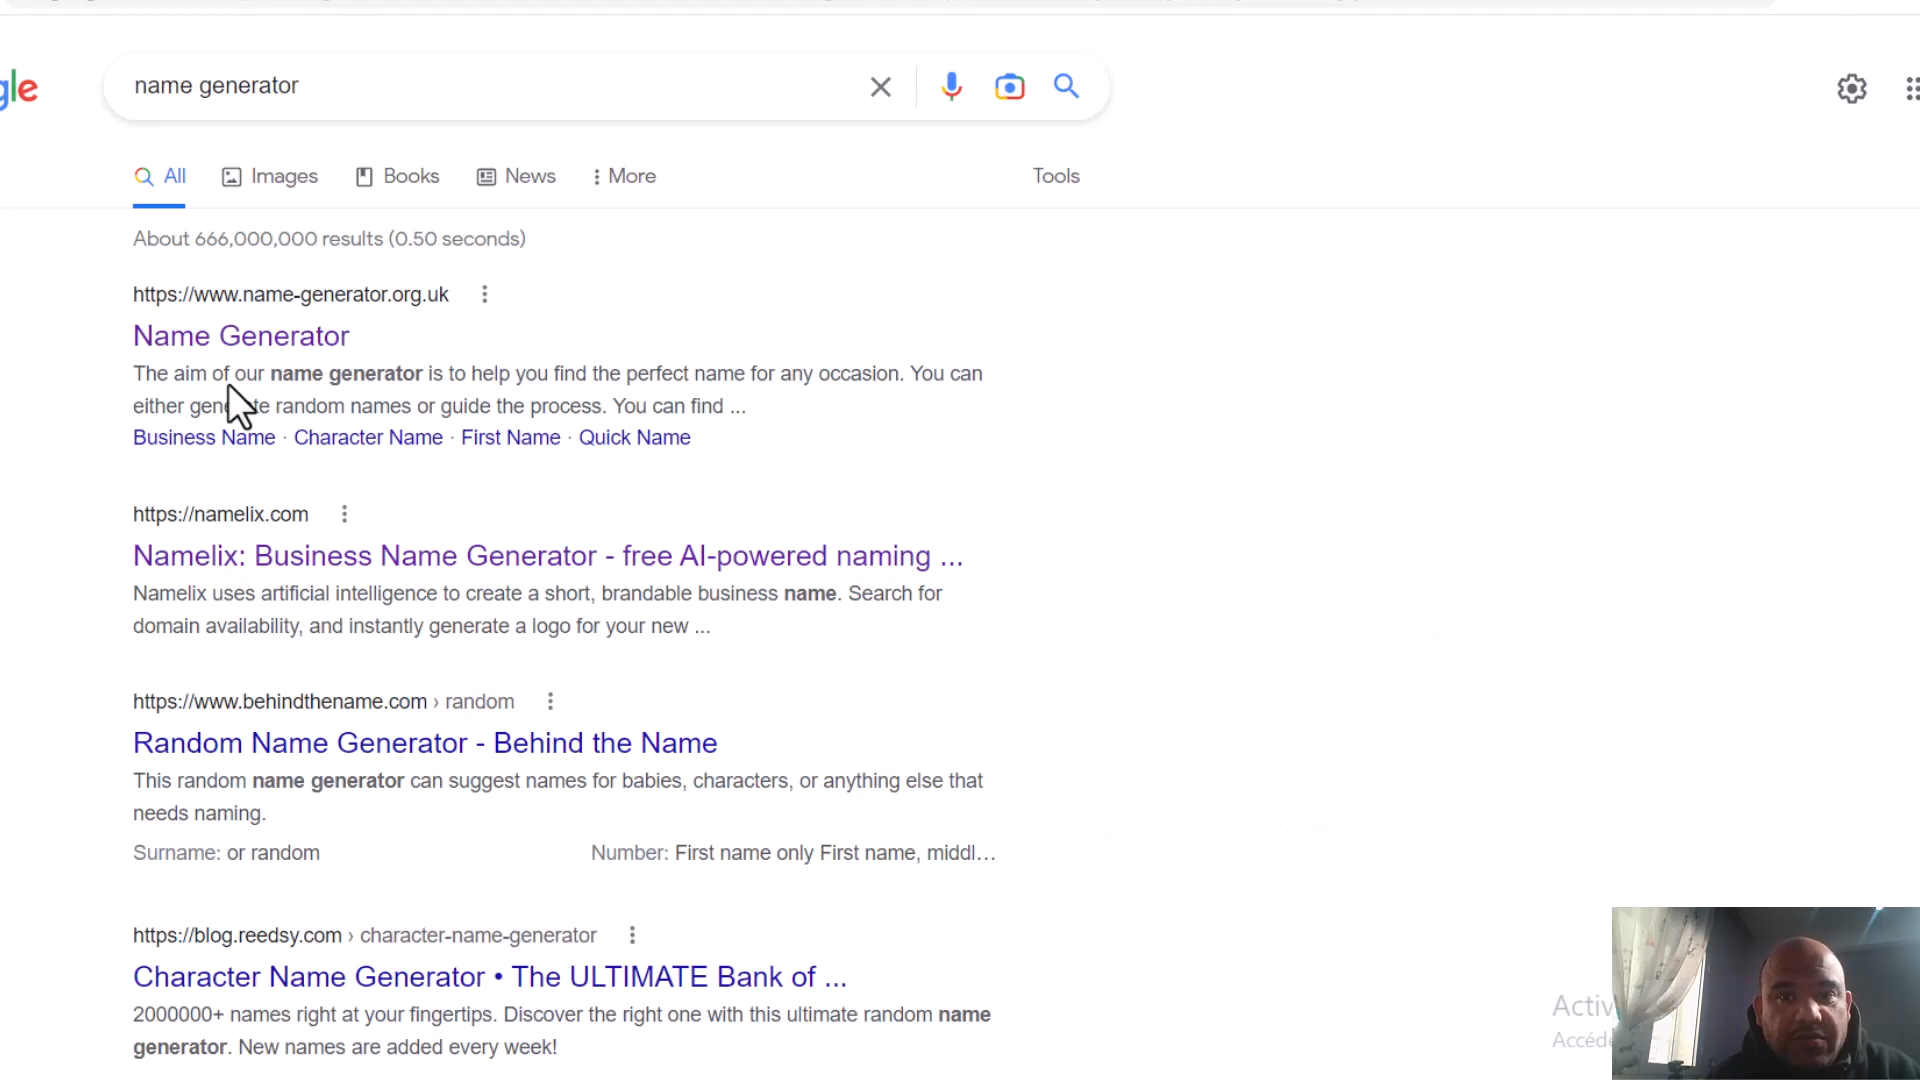 gle
name generator
All Images Books News More Tools
About 666,000,000 results (0.50 seconds)
https://www.name-generator.org.uk
Name Generator
The aim of our name generator is to help you find the perfect name for any occasion. You can
either generate random names or guide the process. You can find ...
Business Name · Character Name · First Name · Quick Name
https://namelix.com
Namelix: Business Name Generator - free AI-powered naming ...
Namelix uses artificial intelligence to create a short, brandable business name. Search for
domain availability, and instantly generate a logo for your new ...
https://www.behindthename.com › random
Random Name Generator - Behind the Name
This random name generator can suggest names for babies, characters, or anything else that
needs naming.
Surname: or random Number: First name only First name, middl...
https://blog.reedsy.com › character-name-generator
Character Name Generator • The ULTIMATE Bank of ...
2000000+ names right at your fingertips. Discover the right one with this ultimate random name
generator. New names are added every week!
Activ
Accéde